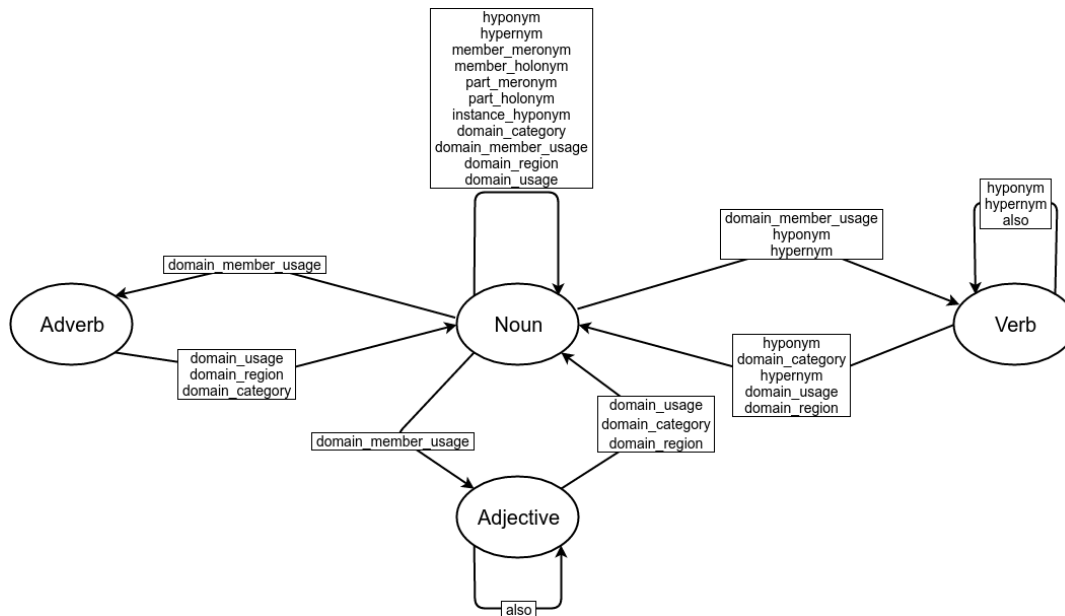 hyponym
hypernym
member_meronym
member_holonym
part_meronym
part_holonym
instance_hyponym
domain_category
domain_member_usage
domain_region
domain_usage
hyponym
hypernym
also
domain_member_usage
hyponym
hypernym
domain_member_usage
Adverb
Noun
Verb
domain_usage
domain_region
domain_category
hyponym
domain_category
hypernym
domain_usage
domain_region
domain_usage
domain_category
domain_region
domain_member_usage
Adjective
also